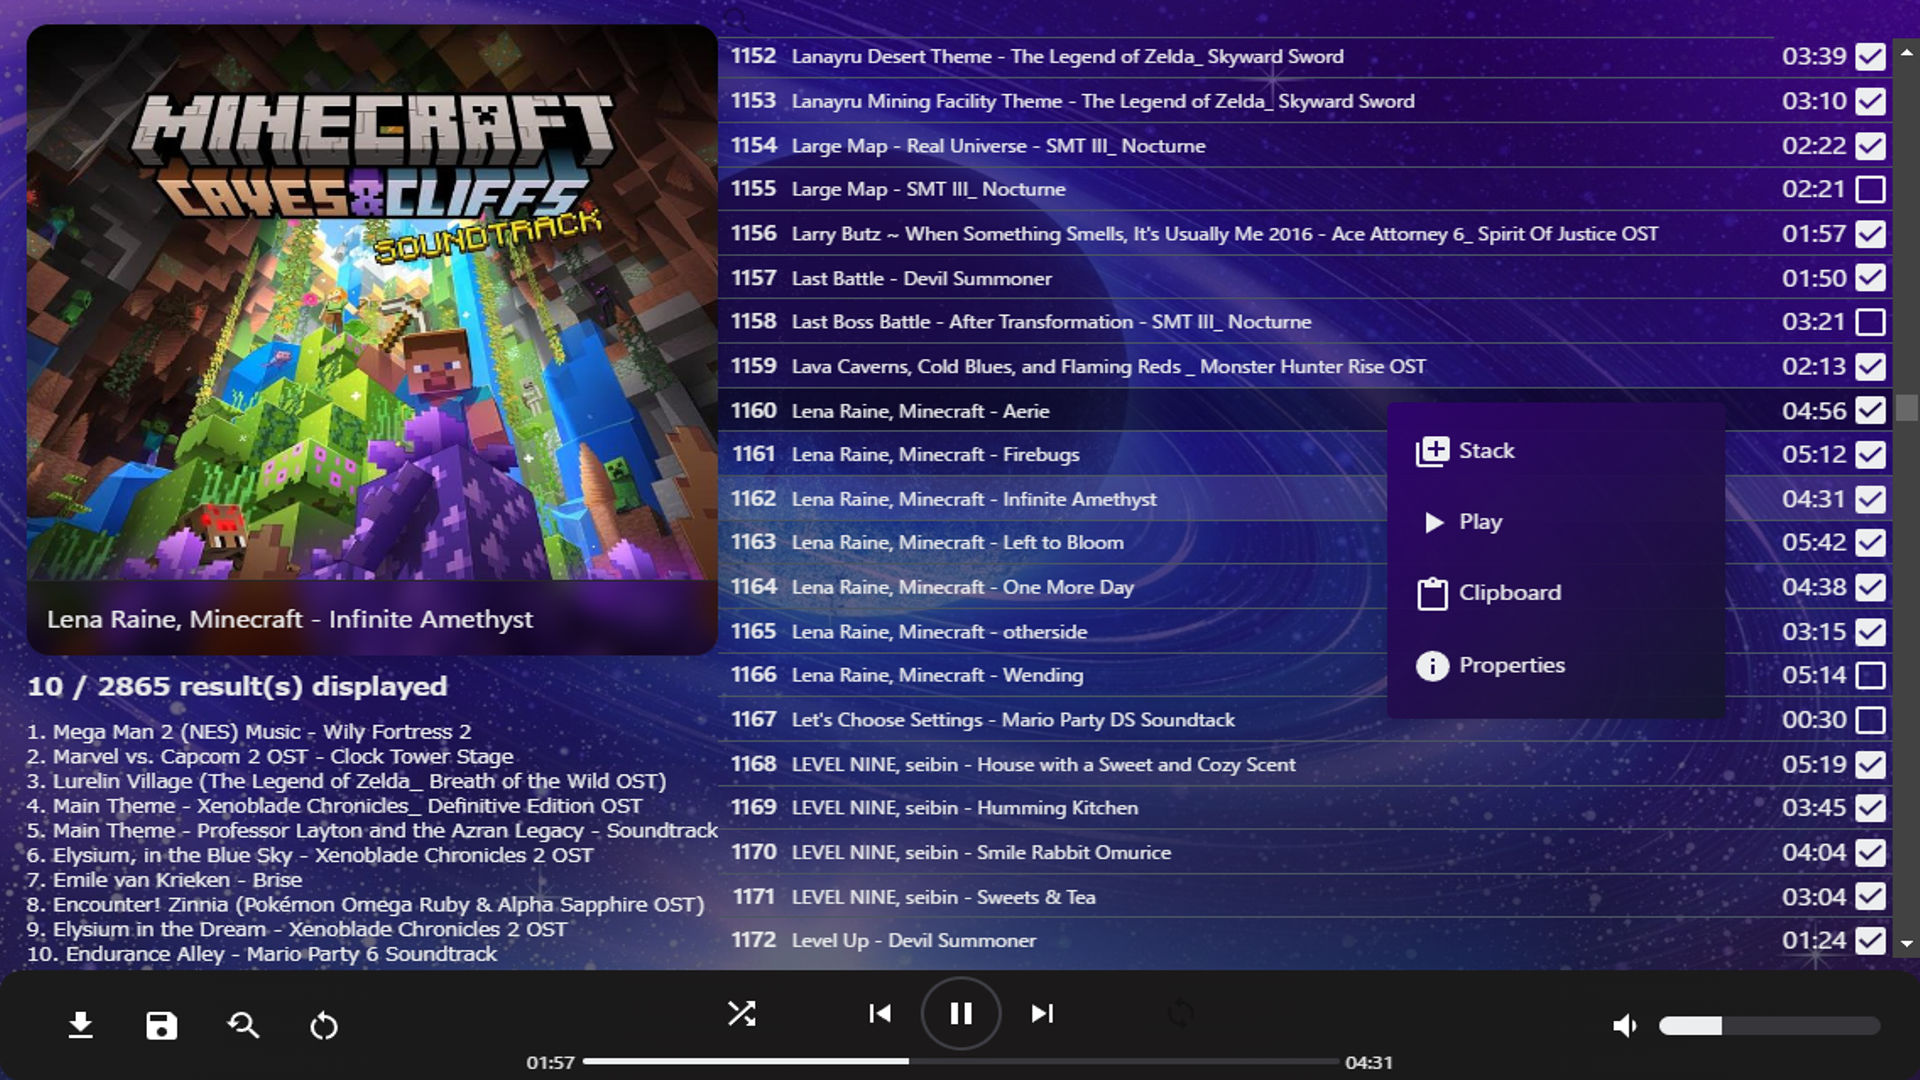 MINECRAFT
CAVES & CLIFFS
SOUNDTRACK
Lena Raine, Minecraft - Infinite Amethyst
10 / 2865 result(s) displayed
1. Mega Man 2 (NES) Music - Wily Fortress 2
2. Marvel vs. Capcom 2 OST - Clock Tower Stage
3. Lurelin Village (The Legend of Zelda_ Breath of the Wild OST)
4. Main Theme - Xenoblade Chronicles_ Definitive Edition OST
5. Main Theme - Professor Layton and the Azran Legacy - Soundtrack
6. Elysium, in the Blue Sky - Xenoblade Chronicles 2 OST
7. Emile van Krieken - Brise
8. Encounter! Zinnia (Pokémon Omega Ruby & Alpha Sapphire OST)
9. Elysium in the Dream - Xenoblade Chronicles 2 OST
10. Endurance Alley - Mario Party 6 Soundtrack
1152 Lanayru Desert Theme - The Legend of Zelda_ Skyward Sword 03:39
1153 Lanayru Mining Facility Theme - The Legend of Zelda_ Skyward Sword 03:10
1154 Large Map - Real Universe - SMT III_ Nocturne 02:22
1155 Large Map - SMT III_ Nocturne 02:21
1156 Larry Butz ~ When Something Smells, It's Usually Me 2016 - Ace Attorney 6_ Spirit Of Justice OST 01:57
1157 Last Battle - Devil Summoner 01:50
1158 Last Boss Battle - After Transformation - SMT III_ Nocturne 03:21
1159 Lava Caverns, Cold Blues, and Flaming Reds _ Monster Hunter Rise OST 02:13
1160 Lena Raine, Minecraft - Aerie 04:56
1161 Lena Raine, Minecraft - Firebugs 05:12
1162 Lena Raine, Minecraft - Infinite Amethyst 04:31
1163 Lena Raine, Minecraft - Left to Bloom 05:42
1164 Lena Raine, Minecraft - One More Day 04:38
1165 Lena Raine, Minecraft - otherside 03:15
1166 Lena Raine, Minecraft - Wending 05:14
1167 Let's Choose Settings - Mario Party DS Soundtack 00:30
1168 LEVEL NINE, seibin - House with a Sweet and Cozy Scent 05:19
1169 LEVEL NINE, seibin - Humming Kitchen 03:45
1170 LEVEL NINE, seibin - Smile Rabbit Omurice 04:04
1171 LEVEL NINE, seibin - Sweets & Tea 03:04
1172 Level Up - Devil Summoner 01:24
Stack
Play
Clipboard
Properties
01:57 04:31